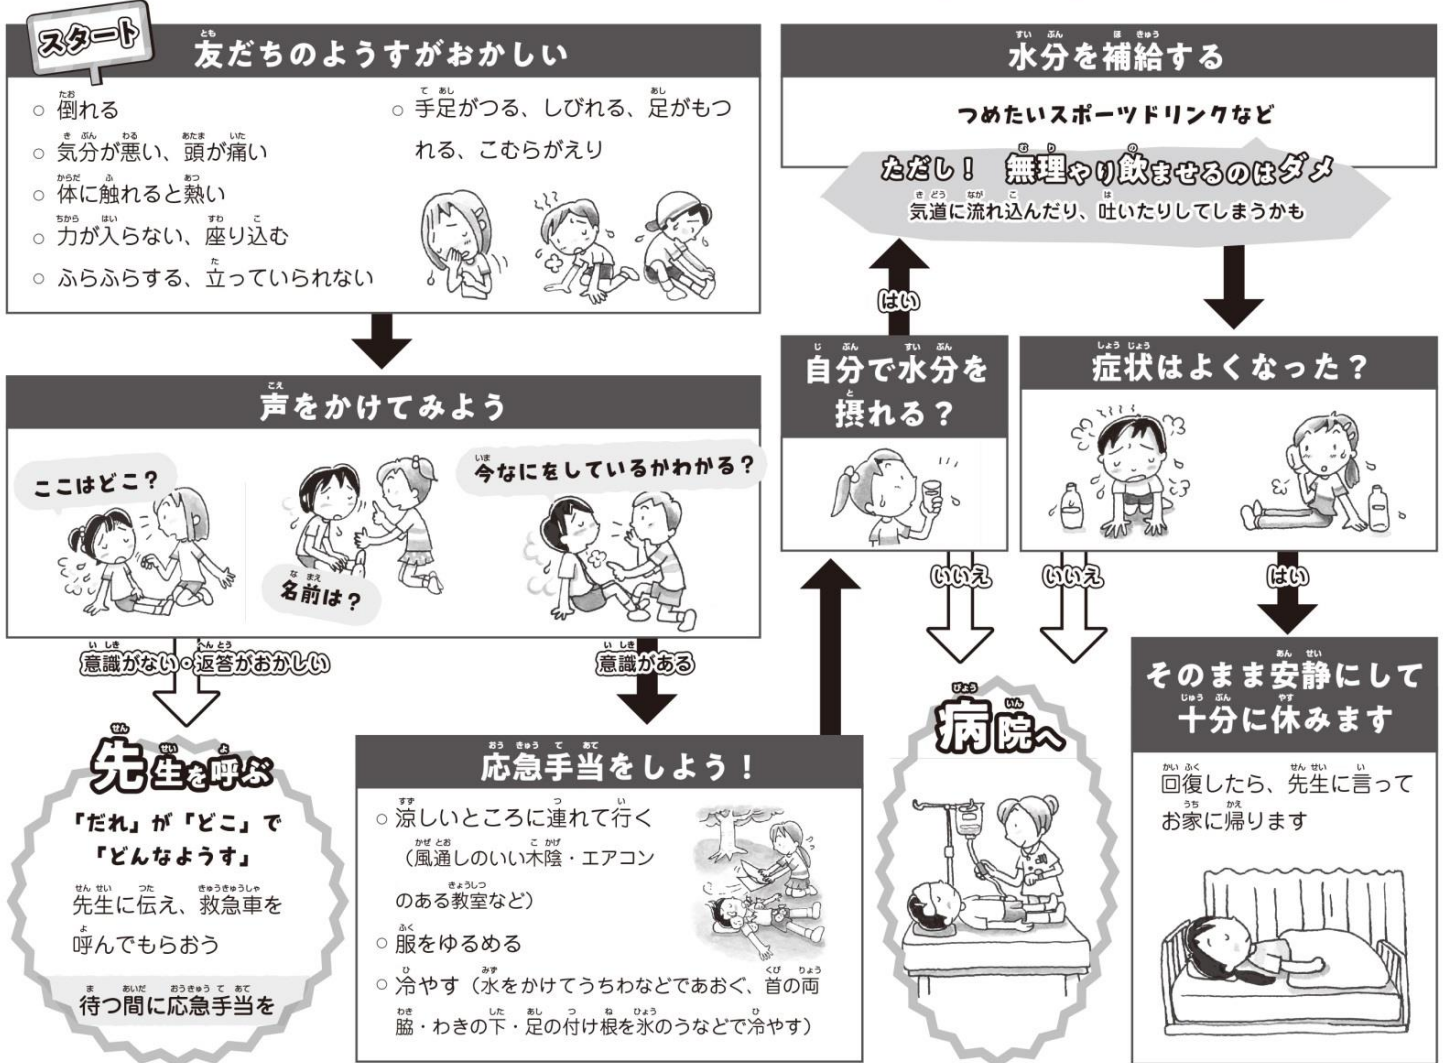 スタート
友だちのようすがおかしい
○ 倒れる
○ 気分が悪い、頭が痛い
○ 体に触れると熱い
○ 力が入らない、座り込む
○ ふらふらする、立っていられない
○ 手足がつる、しびれる、足がもつ
れる、こむらがえり
声をかけてみよう
ここはどこ？
名前は？
今なにをしているかわかる？
意識がない・返答がおかしい
意識がある
先生を呼ぶ
「だれ」が「どこ」で
「どんなようす」
先生に伝え、救急車を
呼んでもらおう
待つ間に応急手当を
応急手当をしよう！
○ 涼しいところに連れて行く
（風通しのいい木陰・エアコン
のある教室など）
○ 服をゆるめる
○ 冷やす（水をかけてうちわなどであおぐ、首の両
脇・わきの下・足の付け根を氷のうなどで冷やす）
自分で水分を
摂れる？
はい
いいえ
水分を補給する
つめたいスポーツドリンクなど
ただし！ 無理やり飲ませるのはダメ
気道に流れ込んだり、吐いたりしてしまうかも
症状はよくなった？
いいえ
はい
病院へ
そのまま安静にして
十分に休みます
回復したら、先生に言って
お家に帰ります